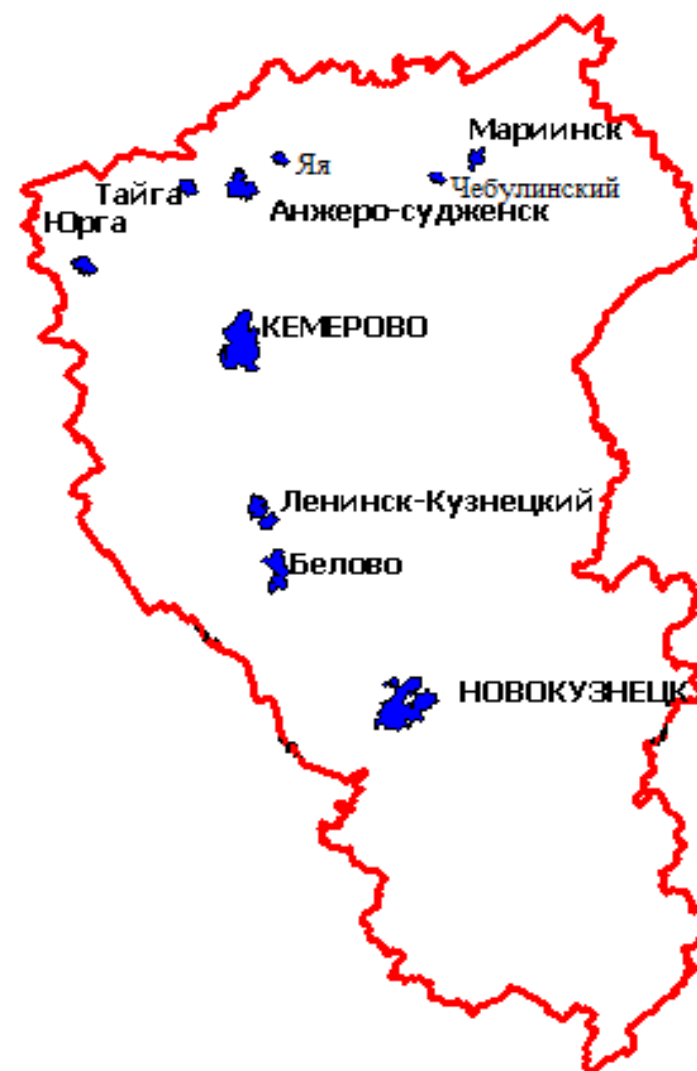 Мариинск
Яя
Чебулинский
Тайга
Анжеро-судженск
Юрга
КЕМЕРОВО
Ленинск-Кузнецкий
Белово
НОВОКУЗНЕЦК